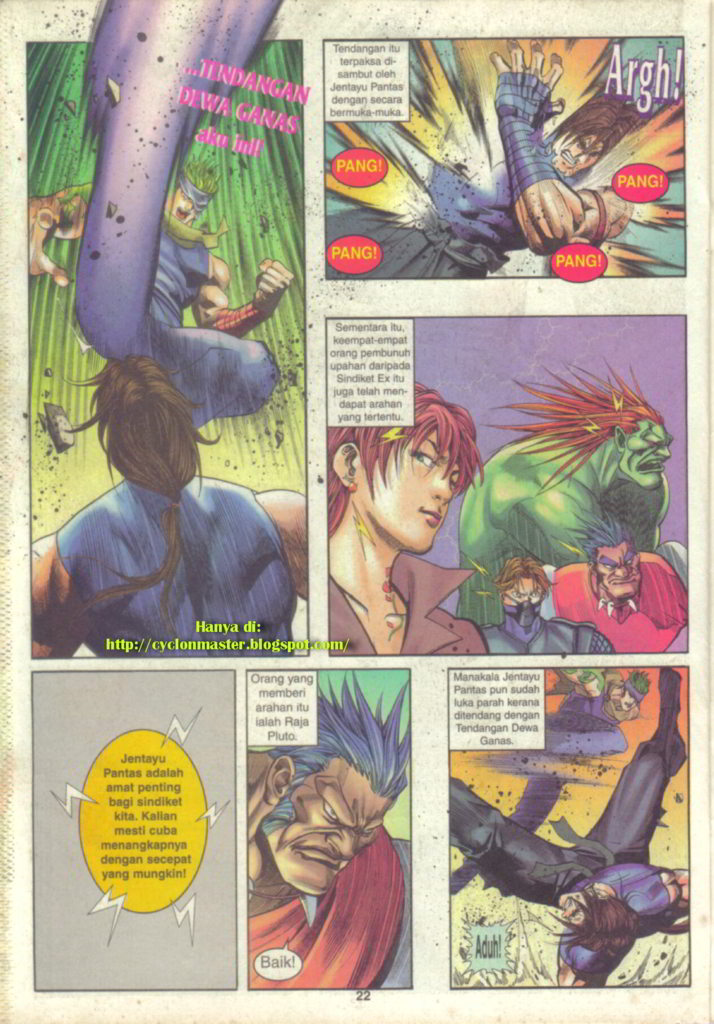 ...TENDANGAN
DEWA GANAS
aku ini!
Tendangan itu
terpaksa di-
sambut oleh
Jentayu Pantas
dengan secara
bermuka-muka.
Argh!
PANG!
PANG!
PANG!
PANG!
Sementara itu,
keempat-empat
orang pembunuh
upahan daripada
Sindiket Ex itu
juga telah men-
dapat arahan
yang tertentu.
Hanya di:
http://cyclonmaster.blogspot.com/
Jentayu
Pantas adalah
amat penting
bagi sindiket
kita. Kalian
mesti cuba
menangkapnya
dengan secepat
yang mungkin!
Orang yang
memberi
arahan itu
ialah Raja
Pluto.
Baik!
Manakala Jentayu
Pantas pun sudah
luka parah kerana
ditendang dengan
Tendangan Dewa
Ganas.
Aduh!
22